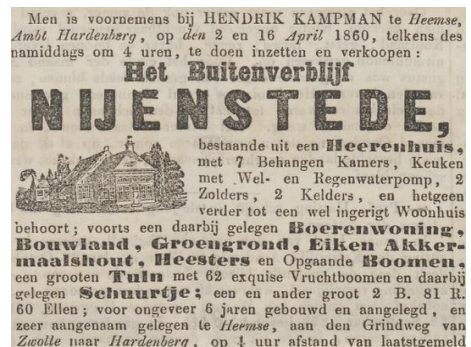 Men is voornemens bij HENDRIK KAMPMAN te Heemse,
Ambt Hardenberg, op den 2 en 16 April 1860, telkens des
namiddags om 4 uren, te doen inzetten en verkoopen:
Het Buitenverblijf
NIJENSTEDE,
bestaande uit een Heerenhuis,
met 7 Behangen Kamers, Keuken
met Wel- en Regenwaterpomp, 2
Zolders, 2 Kelders, en hetgeen
verder tot een wel ingerigt Woonhuis
behoort; voorts een daarbij gelegen Boerenwoning,
Bouwland, Groengrond, Eiken Akker-
maalshout, Heesters en Opgaande Boomen,
een grooten Tuin met 62 exquise Vruchtboomen en daarbij
gelegen Schuurtje; een en ander groot 2 B. 81 R.
60 Ellen; voor ongeveer 6 jaren gebouwd en aangelegd, en
zeer aangenaam gelegen te Heemse, aan den Grindweg van
Zwolle naar Hardenberg, op ¼ uur afstand van laatstgemeld